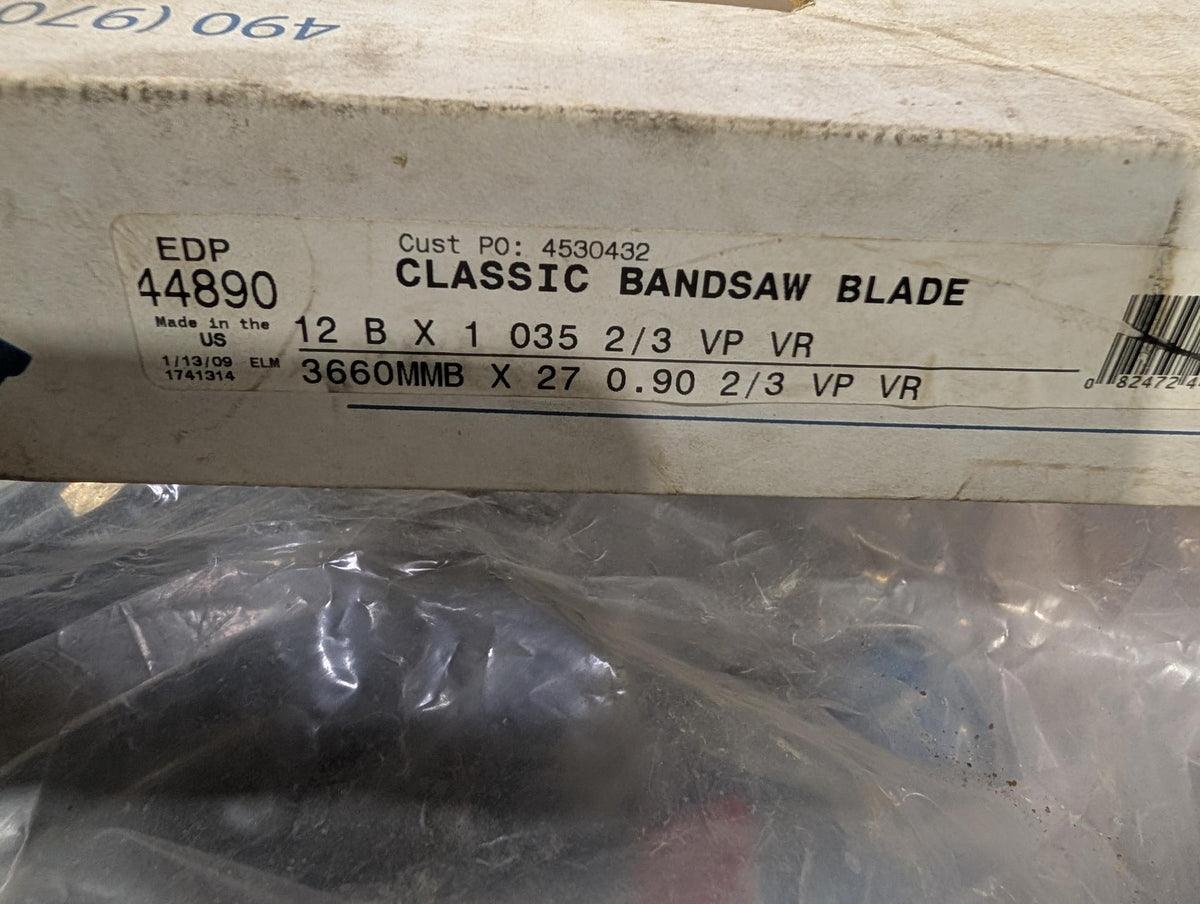 490 (970
EDP
44890
Made in the
US
1/13/09 ELM
1741314
Cust PO: 4530432
CLASSIC BANDSAW BLADE
12 B X 1 035 2/3 VP VR
3660MMB X 27 0.90 2/3 VP VR
0 82472 4